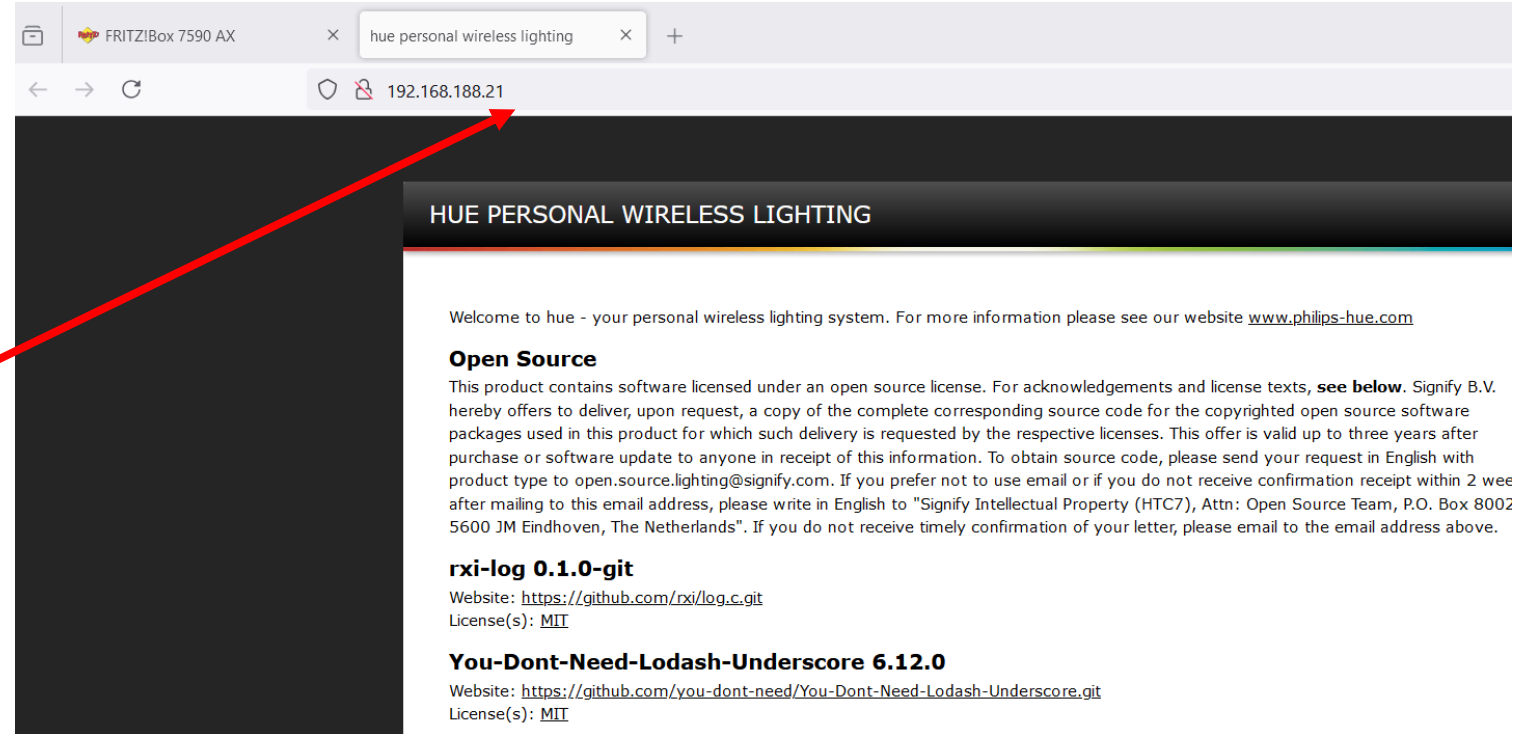 FRITZ!Box 7590 AX
hue personal wireless lighting
192.168.188.21
HUE PERSONAL WIRELESS LIGHTING
Welcome to hue - your personal wireless lighting system. For more information please see our website www.philips-hue.com
Open Source
This product contains software licensed under an open source license. For acknowledgements and license texts, see below. Signify B.V.
hereby offers to deliver, upon request, a copy of the complete corresponding source code for the copyrighted open source software
packages used in this product for which such delivery is requested by the respective licenses. This offer is valid up to three years after
purchase or software update to anyone in receipt of this information. To obtain source code, please send your request in English with
product type to open.source.lighting@signify.com. If you prefer not to use email or if you do not receive confirmation receipt within 2 wee
after mailing to this email address, please write in English to "Signify Intellectual Property (HTC7), Attn: Open Source Team, P.O. Box 8002
5600 JM Eindhoven, The Netherlands". If you do not receive timely confirmation of your letter, please email to the email address above.
rxi-log 0.1.0-git
Website: https://github.com/rxi/log.c.git
License(s): MIT
You-Dont-Need-Lodash-Underscore 6.12.0
Website: https://github.com/you-dont-need/You-Dont-Need-Lodash-Underscore.git
License(s): MIT